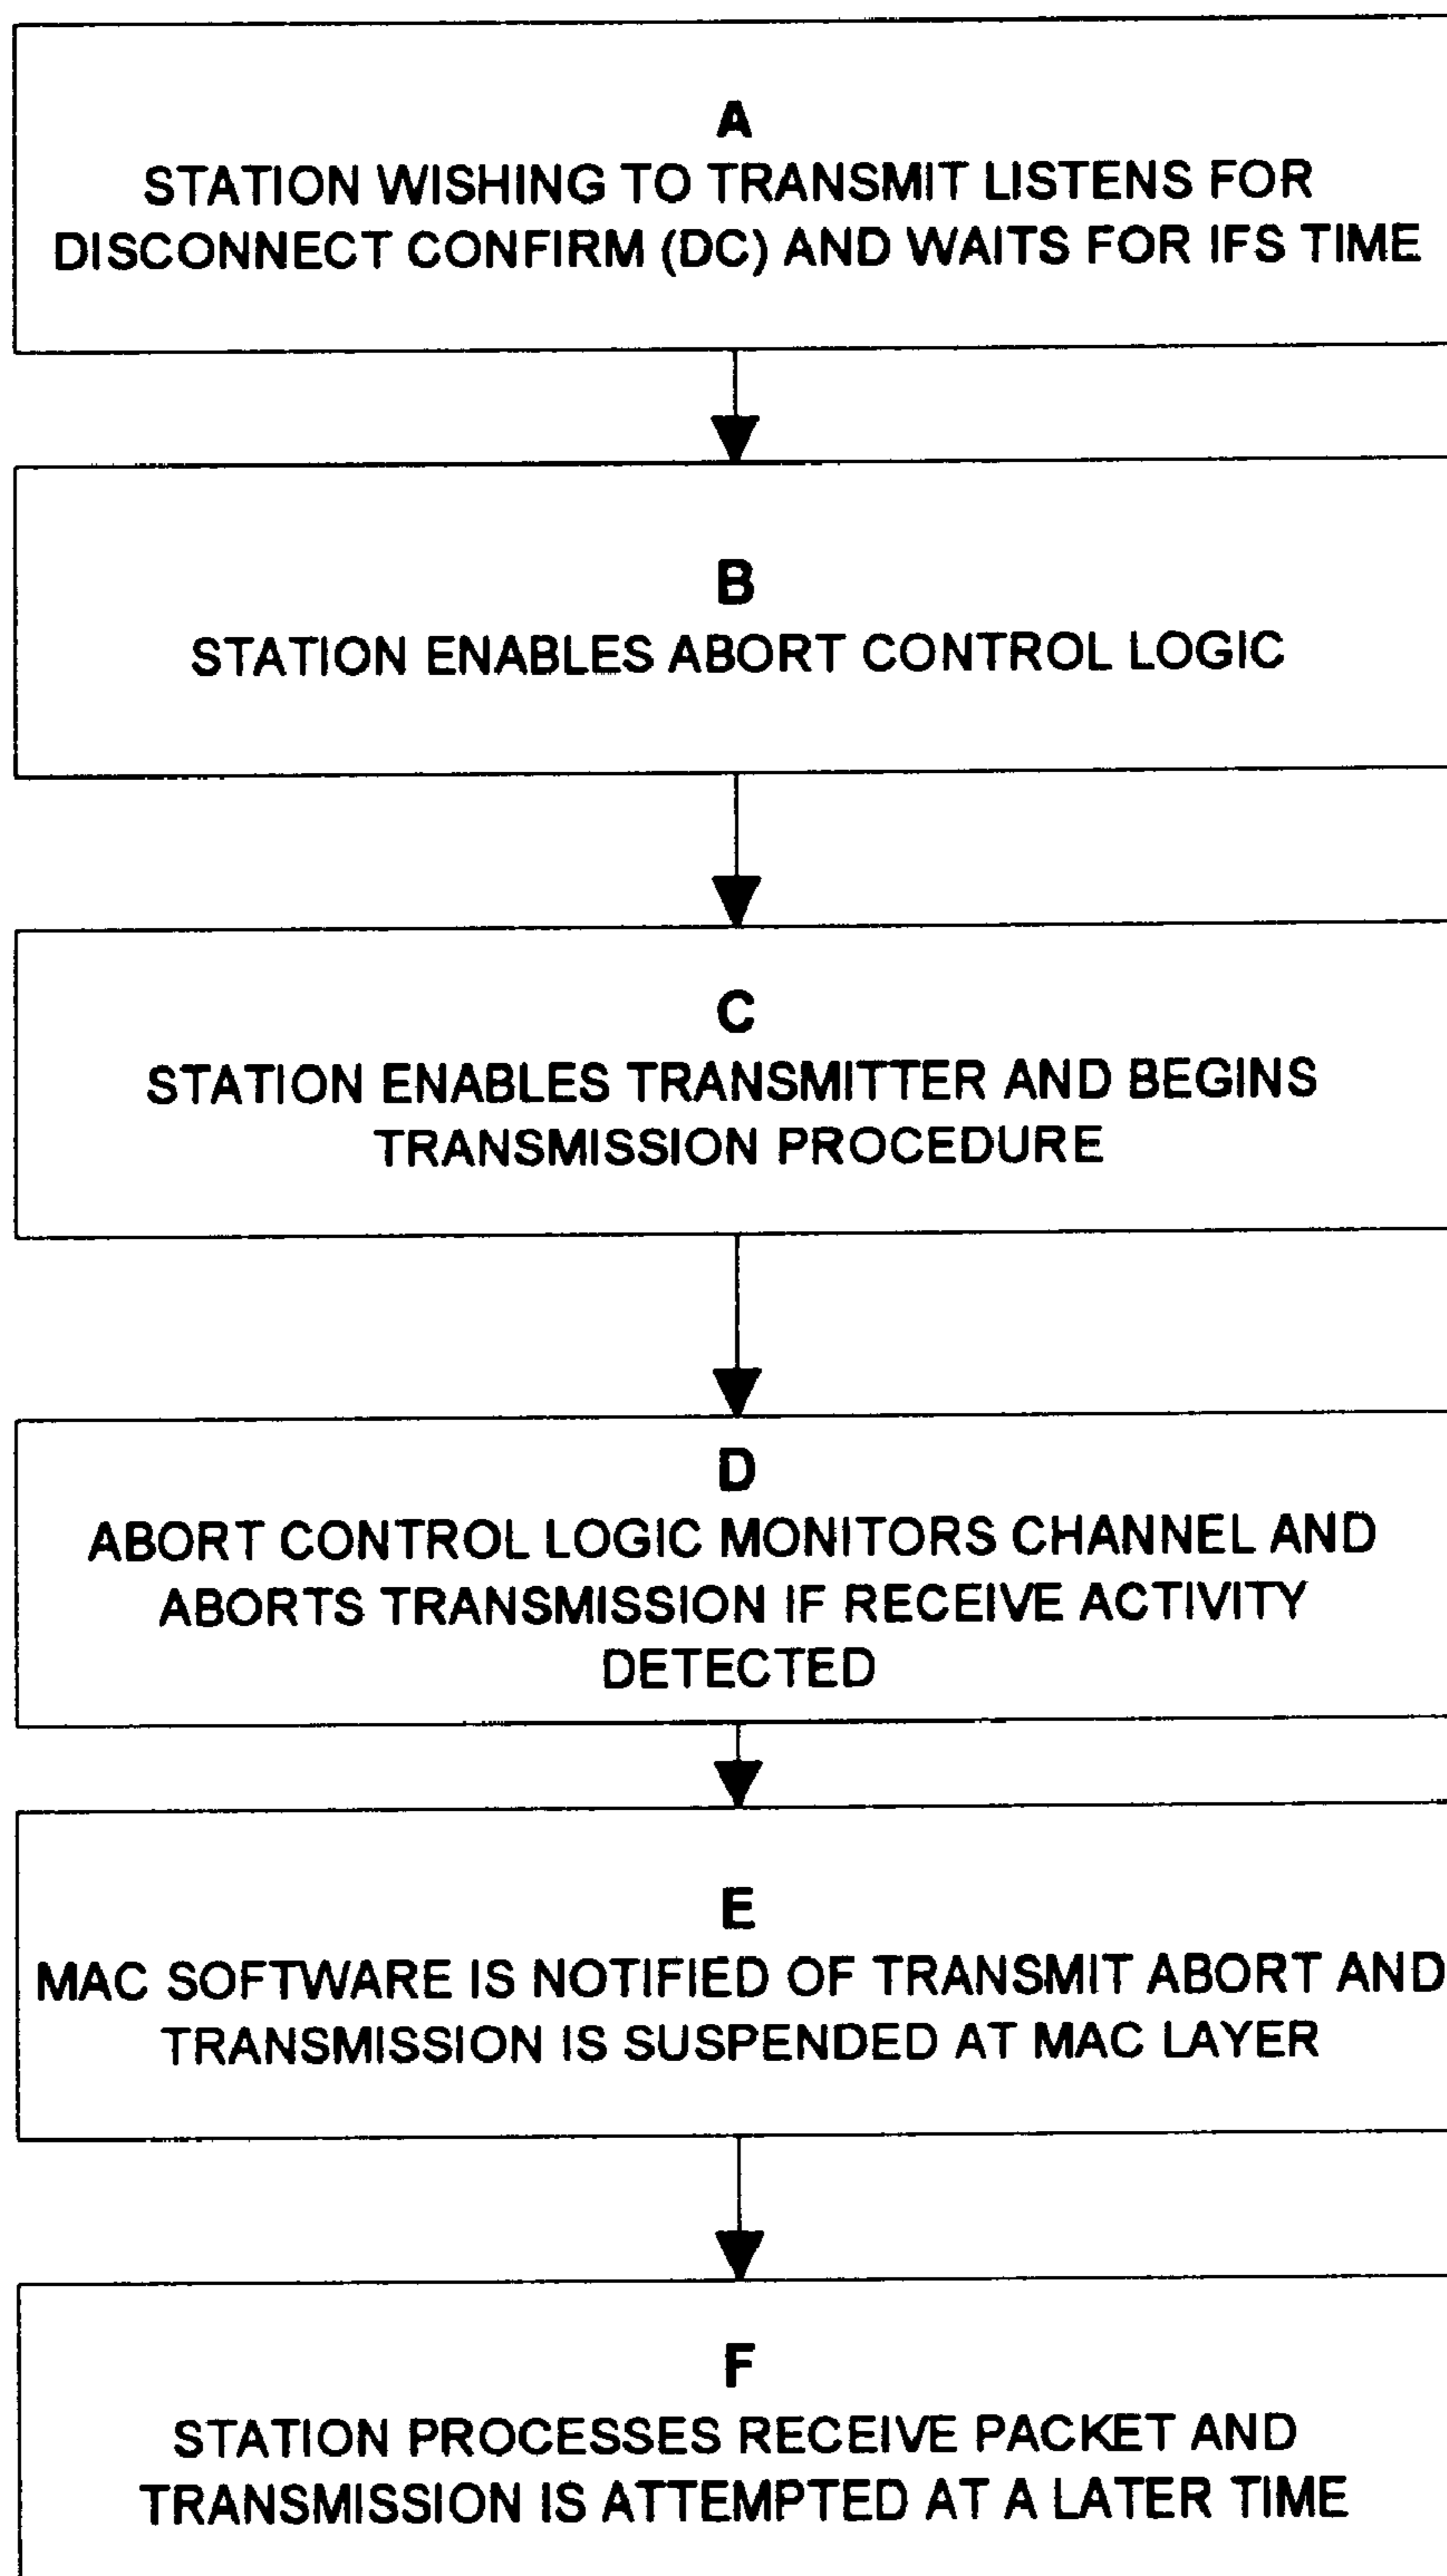 A
STATION WISHING TO TRANSMIT LISTENS FOR
DISCONNECT CONFIRM (DC) AND WAITS FOR IFS TIME
B
STATION ENABLES ABORT CONTROL LOGIC
C
STATION ENABLES TRANSMITTER AND BEGINS
TRANSMISSION PROCEDURE
D
ABORT CONTROL LOGIC MONITORS CHANNEL AND
ABORTS TRANSMISSION IF RECEIVE ACTIVITY
DETECTED
E
MAC SOFTWARE IS NOTIFIED OF TRANSMIT ABORT AND
TRANSMISSION IS SUSPENDED AT MAC LAYER
F
STATION PROCESSES RECEIVE PACKET AND
TRANSMISSION IS ATTEMPTED AT A LATER TIME